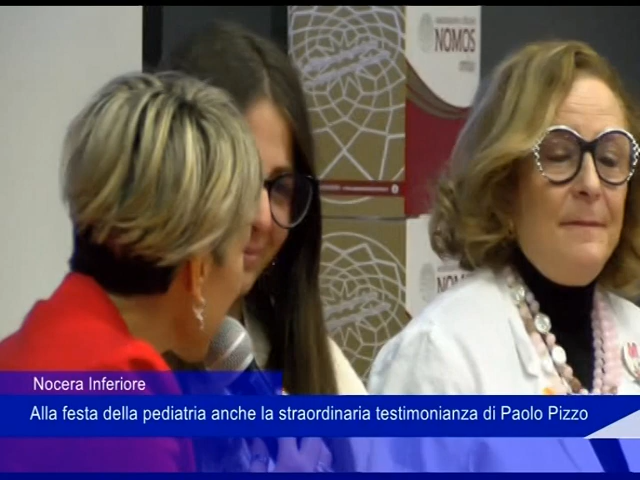 NOMOS
NOMOS
Nocera Inferiore
Alla festa della pediatria anche la straordinaria testimonianza di Paolo Pizzo